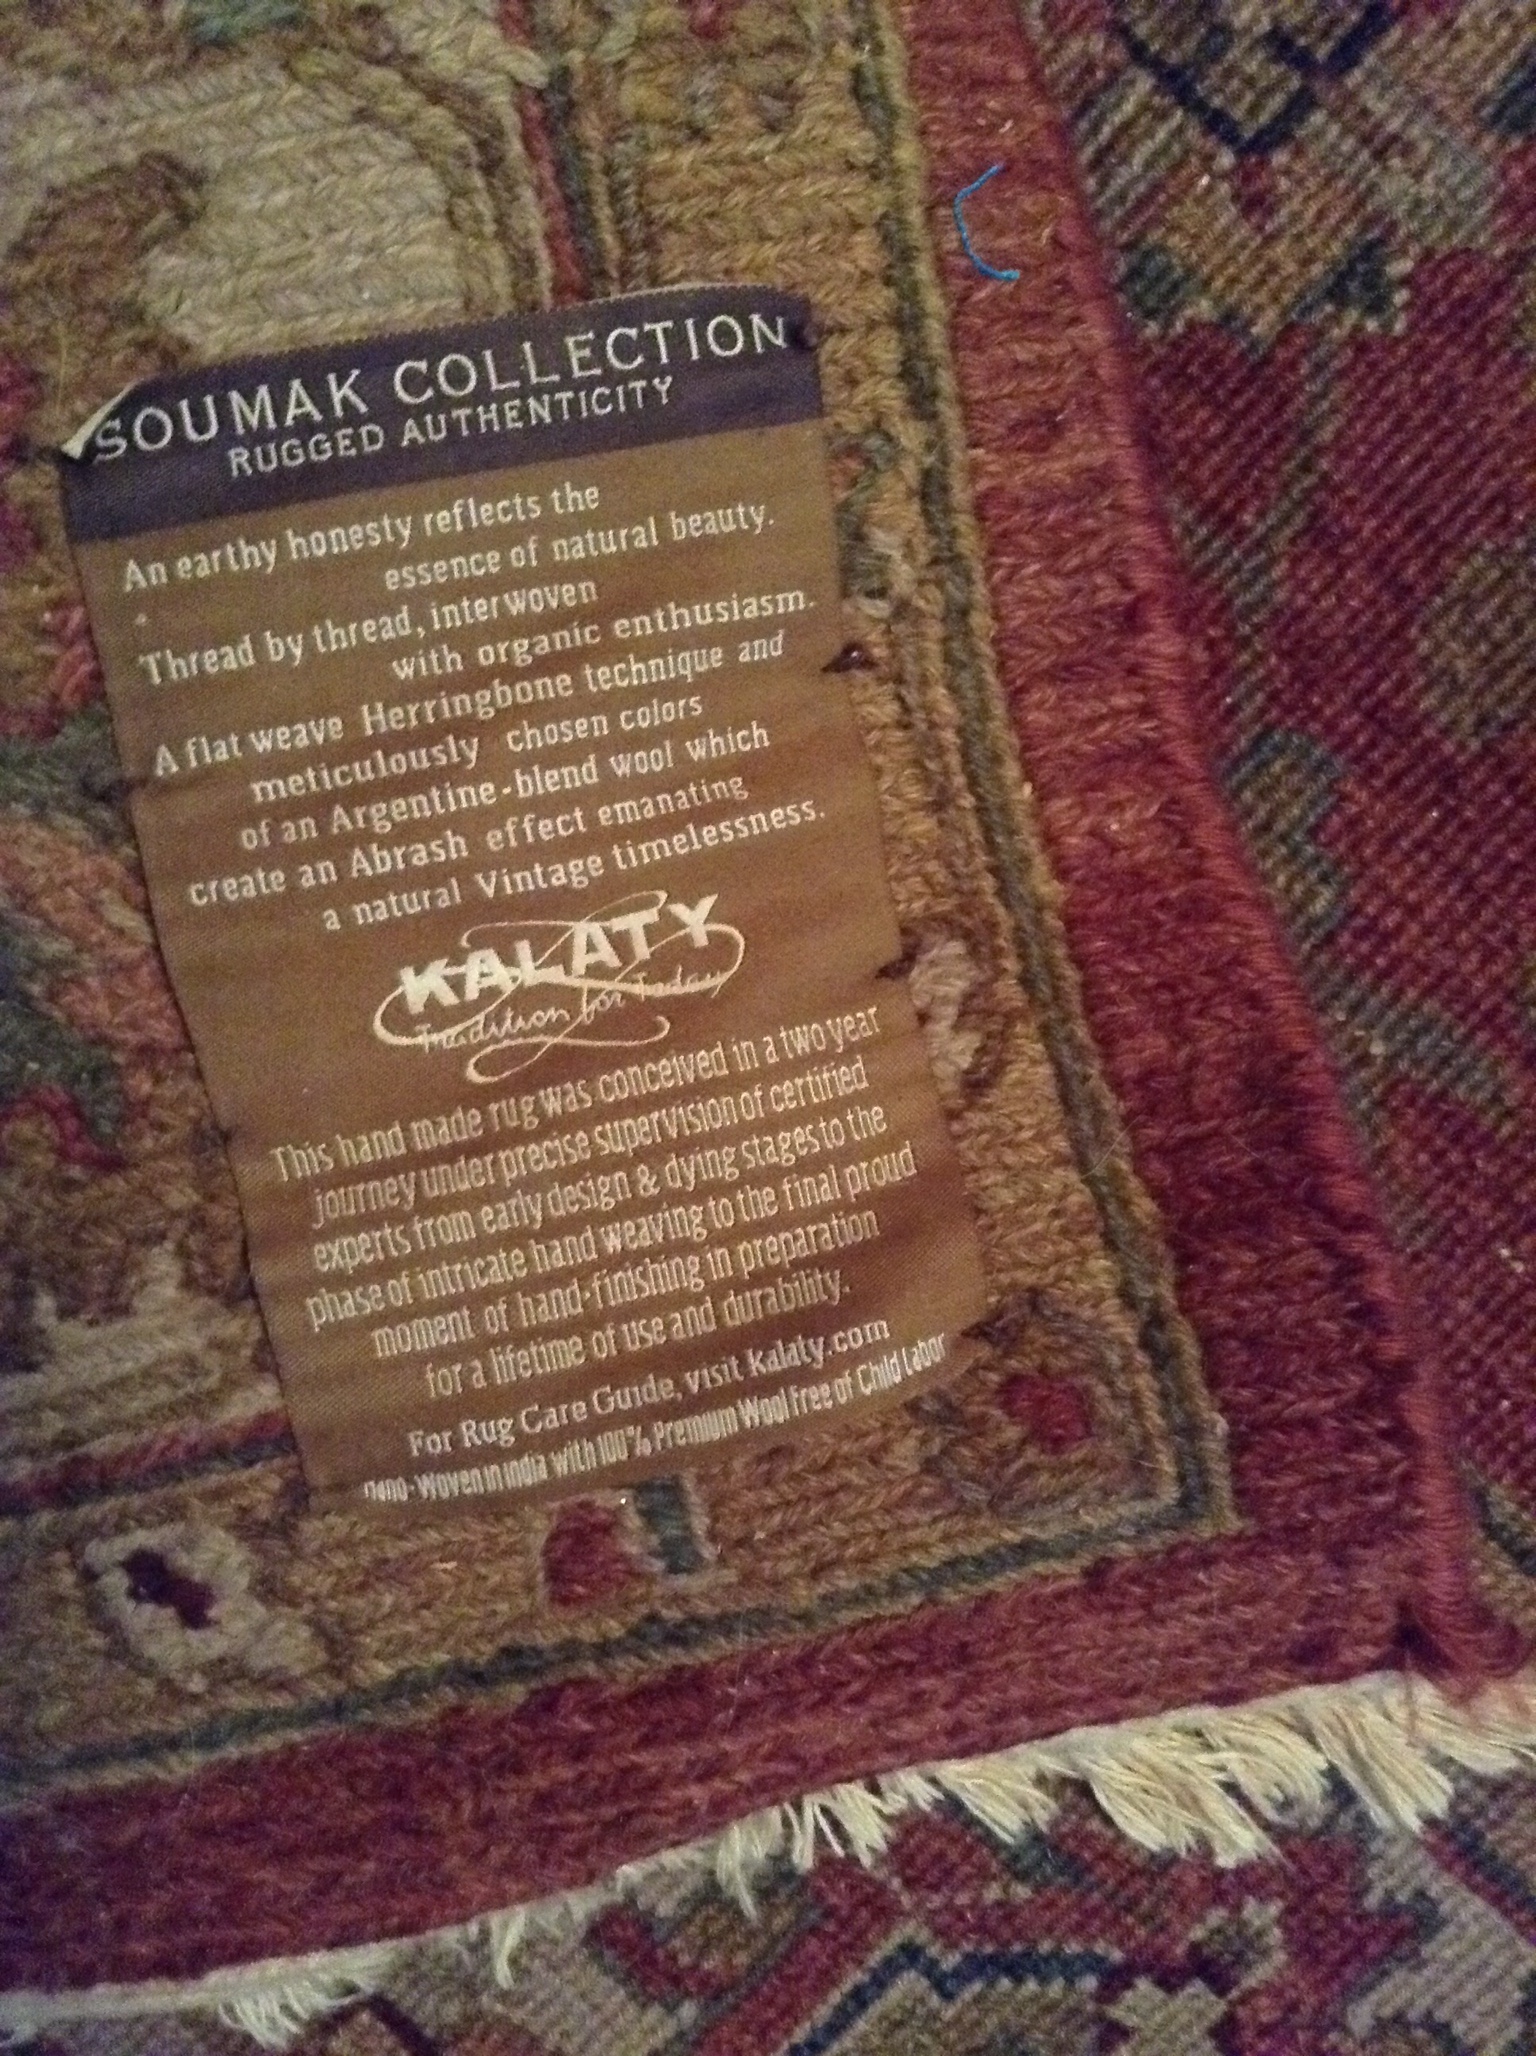 SOUMAK COLLECTION
RUGGED AUTHENTICITY
An earthy honesty reflects the
essence of natural beauty.
Thread by thread, interwoven
with organic enthusiasm.
A flat weave Herringbone technique and
meticulously chosen colors
of an Argentine-blend wool which
create an Abrash effect emanating
a natural Vintage timelessness.
KALATY
Tradition for Today
This hand made rug was conceived in a two year
journey under precise supervision of certified
experts from early design & dying stages to the
phase of intricate hand weaving to the final proud
moment of hand-finishing in preparation
for a lifetime of use and durability.
For Rug Care Guide, visit kalaty.com
Hand-Woven in India with 100% Premium Wool Free of Child Labor